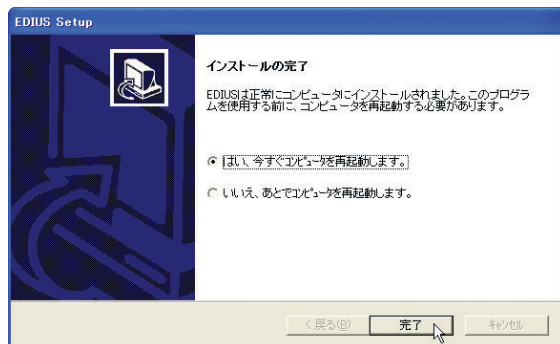 EDIUS Setup
インストールの完了
EDIUSは正常にコンピュータにインストールされました。このプログラ
ムを使用する前に、コンピュータを再起動する必要があります。
はい、今すぐｺﾝﾋﾟｭｰﾀを再起動します。
いいえ、あとでｺﾝﾋﾟｭｰﾀを再起動します。
< 戻る(B)
完了
ｷｬﾝｾﾙ